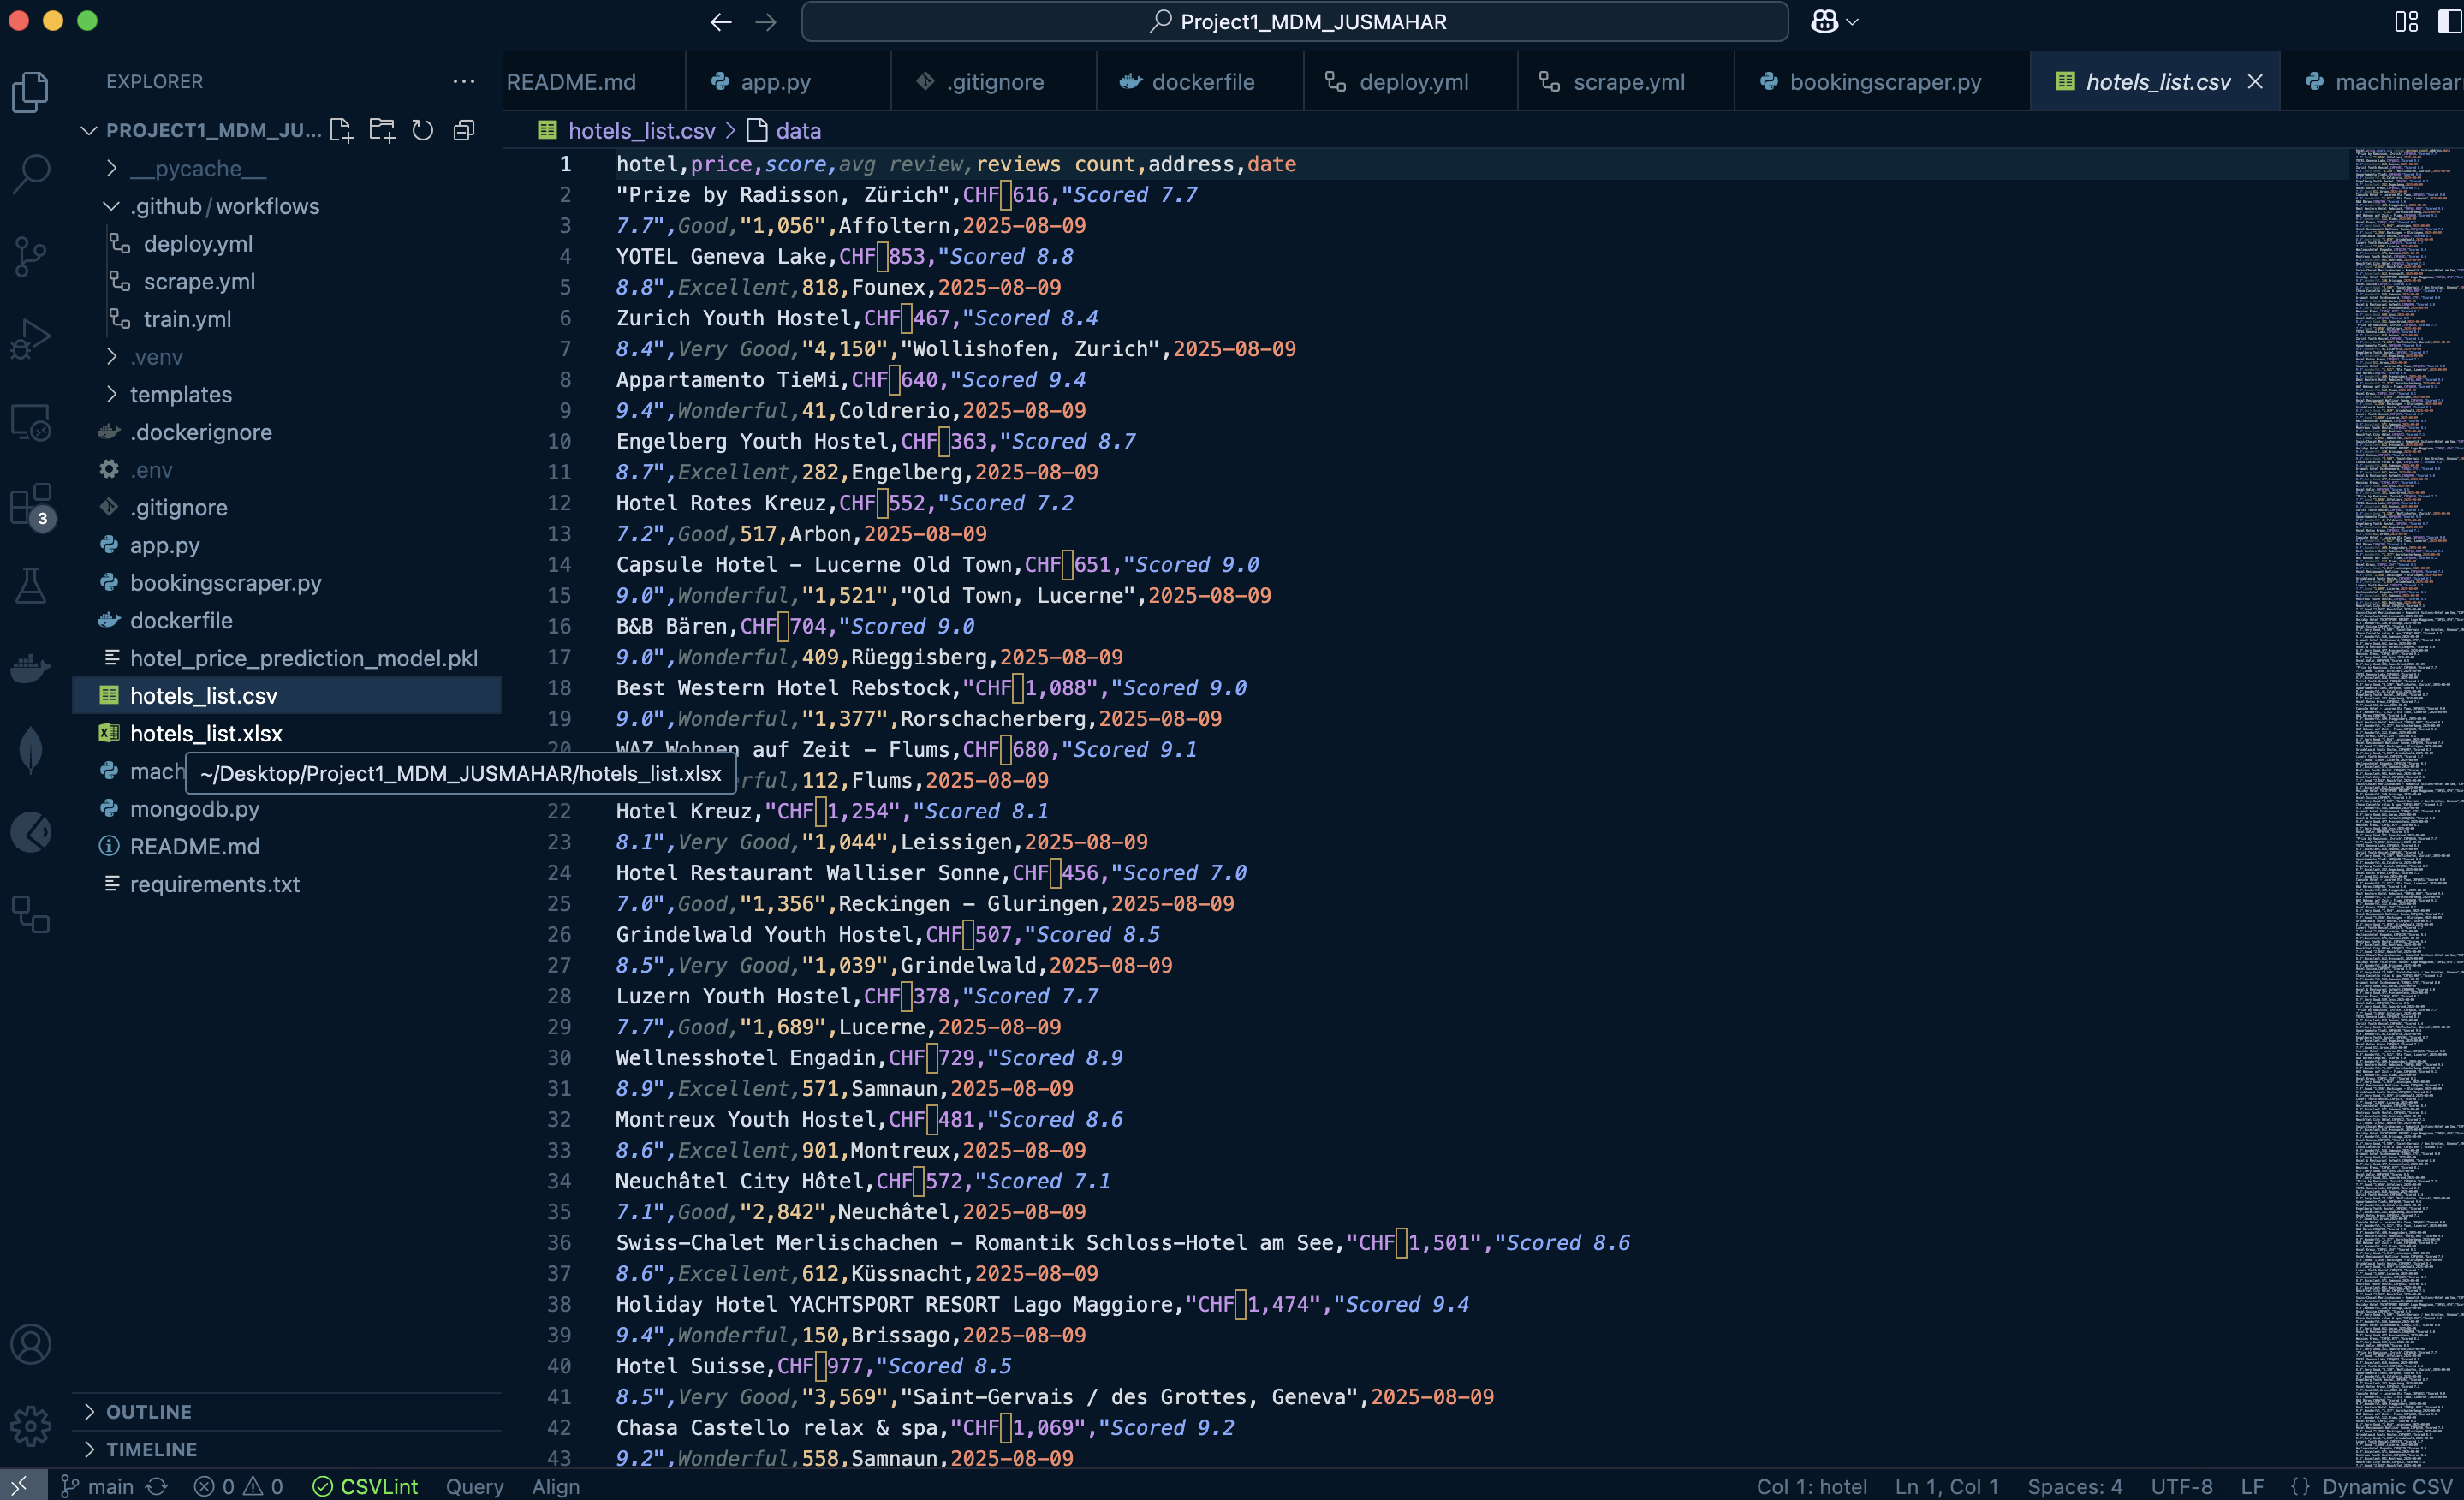 Project1_MDM_JUSMAHAR
EXPLORER
README.md
app.py
.gitignore
dockerfile
deploy.yml
scrape.yml
bookingscraper.py
hotels_list.csv
machinelear
PROJECT1_MDM_JU...
__pycache__
.github/workflows
deploy.yml
scrape.yml
train.yml
.venv
templates
.dockerignore
.env
.gitignore
app.py
bookingscraper.py
dockerfile
hotel_price_prediction_model.pkl
hotels_list.csv
hotels_list.xlsx
mach
~/Desktop/Project1_MDM_JUSMAHAR/hotels_list.xlsx
mongodb.py
README.md
requirements.txt
3
OUTLINE
TIMELINE
hotels_list.csv > data
1 hotel,price,score,avg review,reviews count,address,date
2 "Prize by Radisson, Zürich",CHF 616,"Scored 7.7
3 7.7",Good,"1,056",Affoltern,2025-08-09
4 YOTEL Geneva Lake,CHF 853,"Scored 8.8
5 8.8",Excellent,818,Founex,2025-08-09
6 Zurich Youth Hostel,CHF 467,"Scored 8.4
7 8.4",Very Good,"4,150","Wollishofen, Zurich",2025-08-09
8 Appartamento TieMi,CHF 640,"Scored 9.4
9 9.4",Wonderful,41,Coldrerio,2025-08-09
10 Engelberg Youth Hostel,CHF 363,"Scored 8.7
11 8.7",Excellent,282,Engelberg,2025-08-09
12 Hotel Rotes Kreuz,CHF 552,"Scored 7.2
13 7.2",Good,517,Arbon,2025-08-09
14 Capsule Hotel - Lucerne Old Town,CHF 651,"Scored 9.0
15 9.0",Wonderful,"1,521","Old Town, Lucerne",2025-08-09
16 B&B Bären,CHF 704,"Scored 9.0
17 9.0",Wonderful,409,Rüeggisberg,2025-08-09
18 Best Western Hotel Rebstock,"CHF 1,088","Scored 9.0
19 9.0",Wonderful,"1,377",Rorschacherberg,2025-08-09
20 WAZ Wohnen auf Zeit - Flums,CHF 680,"Scored 9.1
rful,112,Flums,2025-08-09
22 Hotel Kreuz,"CHF 1,254","Scored 8.1
23 8.1",Very Good,"1,044",Leissigen,2025-08-09
24 Hotel Restaurant Walliser Sonne,CHF 456,"Scored 7.0
25 7.0",Good,"1,356",Reckingen - Gluringen,2025-08-09
26 Grindelwald Youth Hostel,CHF 507,"Scored 8.5
27 8.5",Very Good,"1,039",Grindelwald,2025-08-09
28 Luzern Youth Hostel,CHF 378,"Scored 7.7
29 7.7",Good,"1,689",Lucerne,2025-08-09
30 Wellnesshotel Engadin,CHF 729,"Scored 8.9
31 8.9",Excellent,571,Samnaun,2025-08-09
32 Montreux Youth Hostel,CHF 481,"Scored 8.6
33 8.6",Excellent,901,Montreux,2025-08-09
34 Neuchâtel City Hôtel,CHF 572,"Scored 7.1
35 7.1",Good,"2,842",Neuchâtel,2025-08-09
36 Swiss-Chalet Merlischachen - Romantik Schloss-Hotel am See,"CHF 1,501","Scored 8.6
37 8.6",Excellent,612,Küssnacht,2025-08-09
38 Holiday Hotel YACHTSPORT RESORT Lago Maggiore,"CHF 1,474","Scored 9.4
39 9.4",Wonderful,150,Brissago,2025-08-09
40 Hotel Suisse,CHF 977,"Scored 8.5
41 8.5",Very Good,"3,569","Saint-Gervais / des Grottes, Geneva",2025-08-09
42 Chasa Castello relax & spa,"CHF 1,069","Scored 9.2
43 9.2",Wonderful,558,Samnaun,2025-08-09
main 0 0 CSVLint Query Align Col 1: hotel Ln 1, Col 1 Spaces: 4 UTF-8 LF {} Dynamic CSV